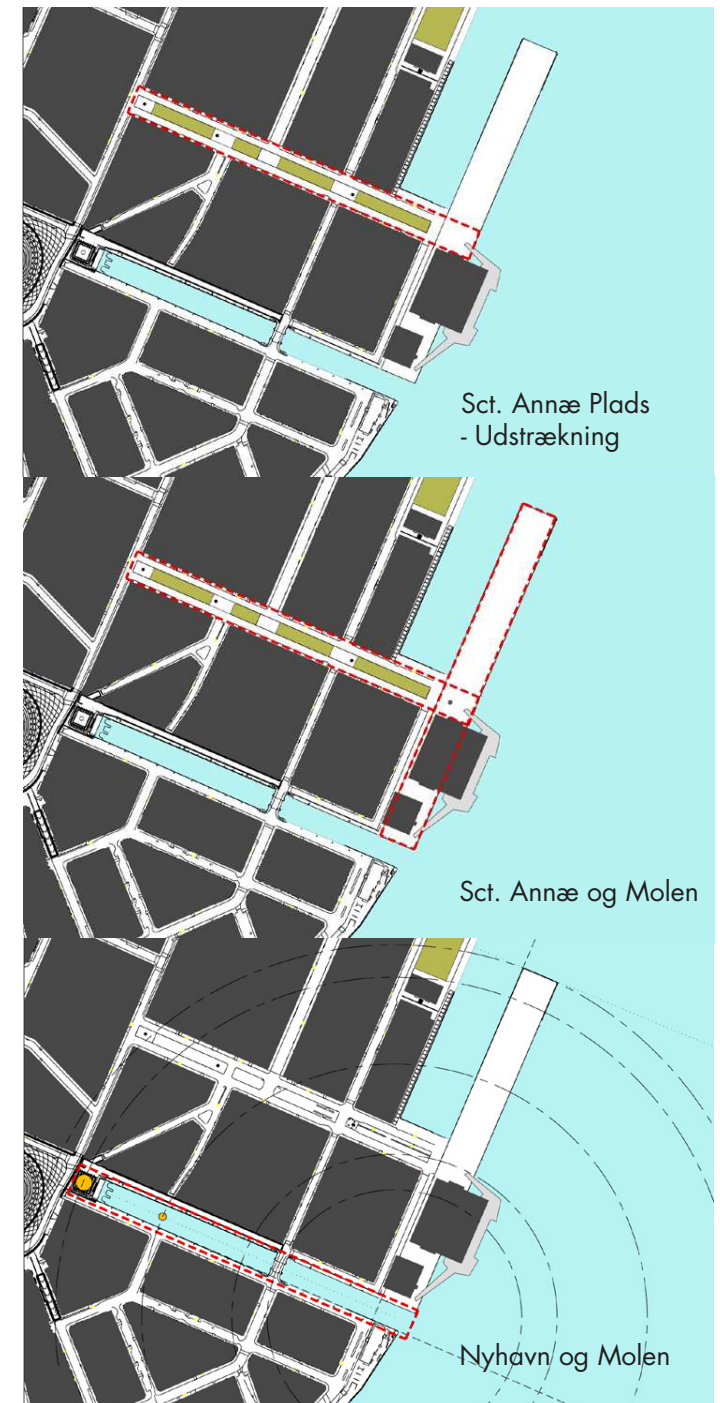 Sct. Annæ Plads
- Udstrækning
Sct. Annæ og Molen
Nyhavn og Molen